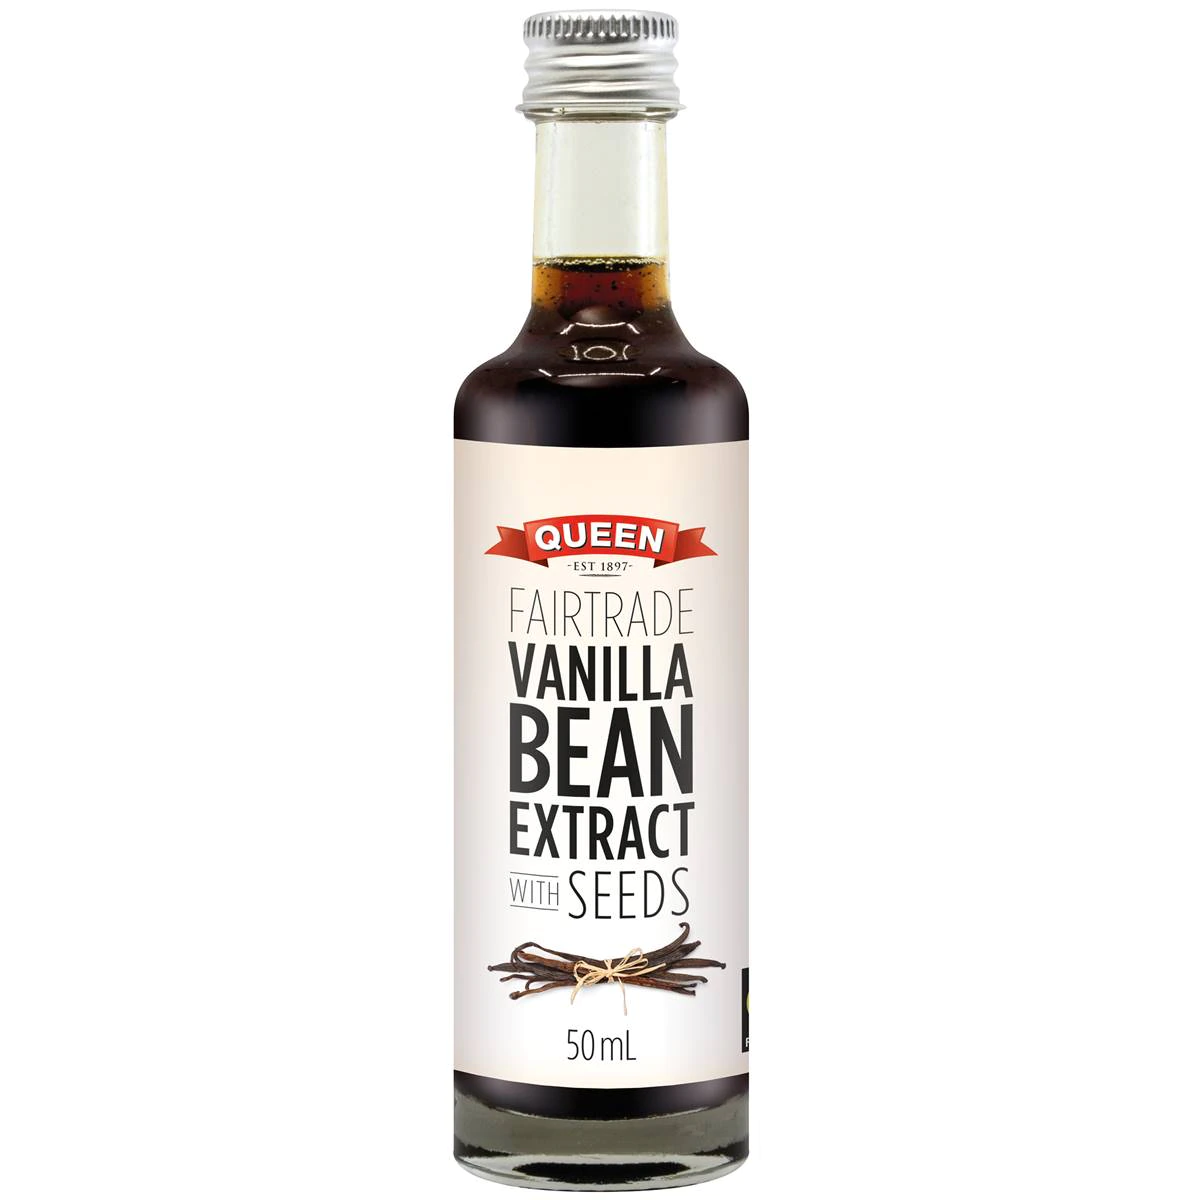 QUEEN
-EST 1897-
FAIRTRADE
VANILLA
BEAN
EXTRACT
WITH SEEDS
50mL